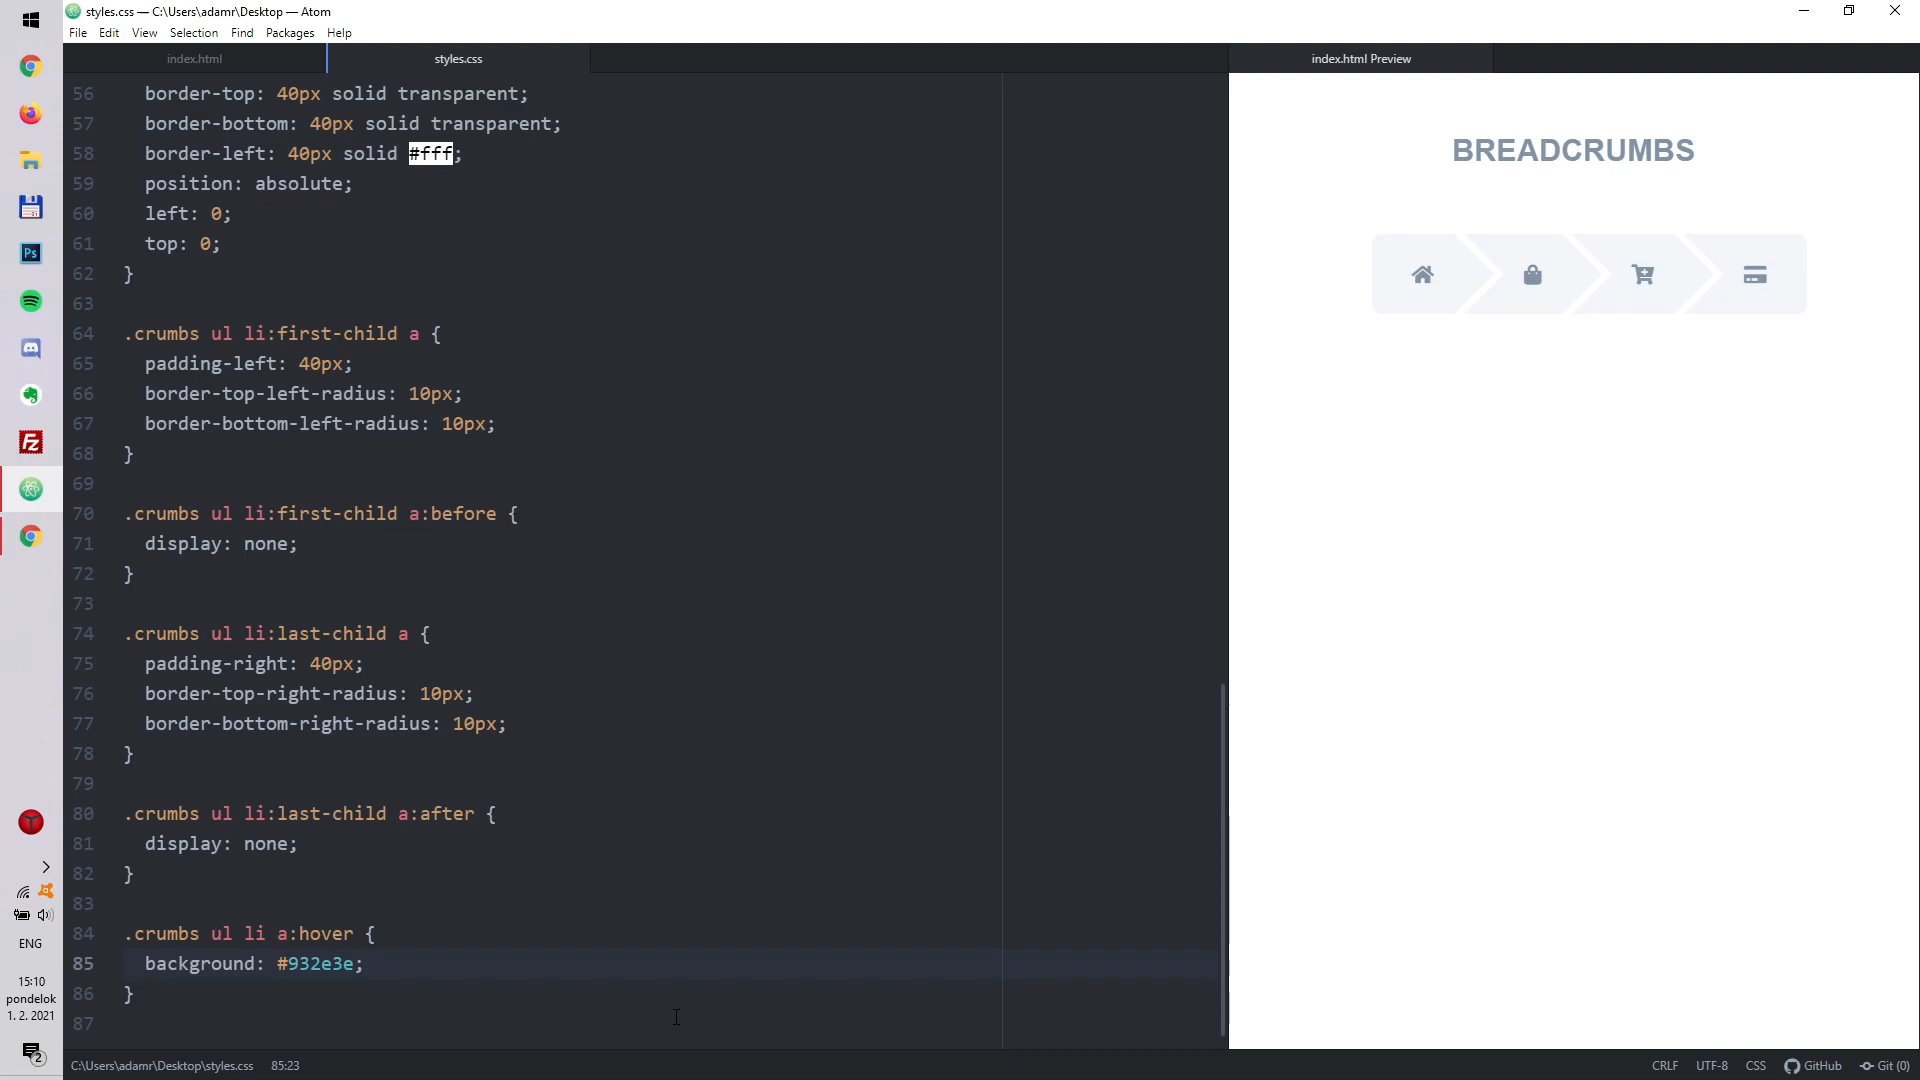 styles.css — C:\Users\adamr\Desktop — Atom
File Edit View Selection Find Packages Help
index.html styles.css index.html Preview
56 border-top: 40px solid transparent;
57 border-bottom: 40px solid transparent;
58 border-left: 40px solid #fff;
59 position: absolute;
60 left: 0;
61 top: 0;
62 }
63
64 .crumbs ul li:first-child a {
65 padding-left: 40px;
66 border-top-left-radius: 10px;
67 border-bottom-left-radius: 10px;
68 }
69
70 .crumbs ul li:first-child a:before {
71 display: none;
72 }
73
74 .crumbs ul li:last-child a {
75 padding-right: 40px;
76 border-top-right-radius: 10px;
77 border-bottom-right-radius: 10px;
78 }
79
80 .crumbs ul li:last-child a:after {
81 display: none;
82 }
83
84 .crumbs ul li a:hover {
85 background: #932e3e;
86 }
87
BREADCRUMBS
Ps
Fz
ENG
15:10
pondelok
1. 2. 2021
2
C:\Users\adamr\Desktop\styles.css 85:23 CRLF UTF-8 CSS GitHub Git (0)